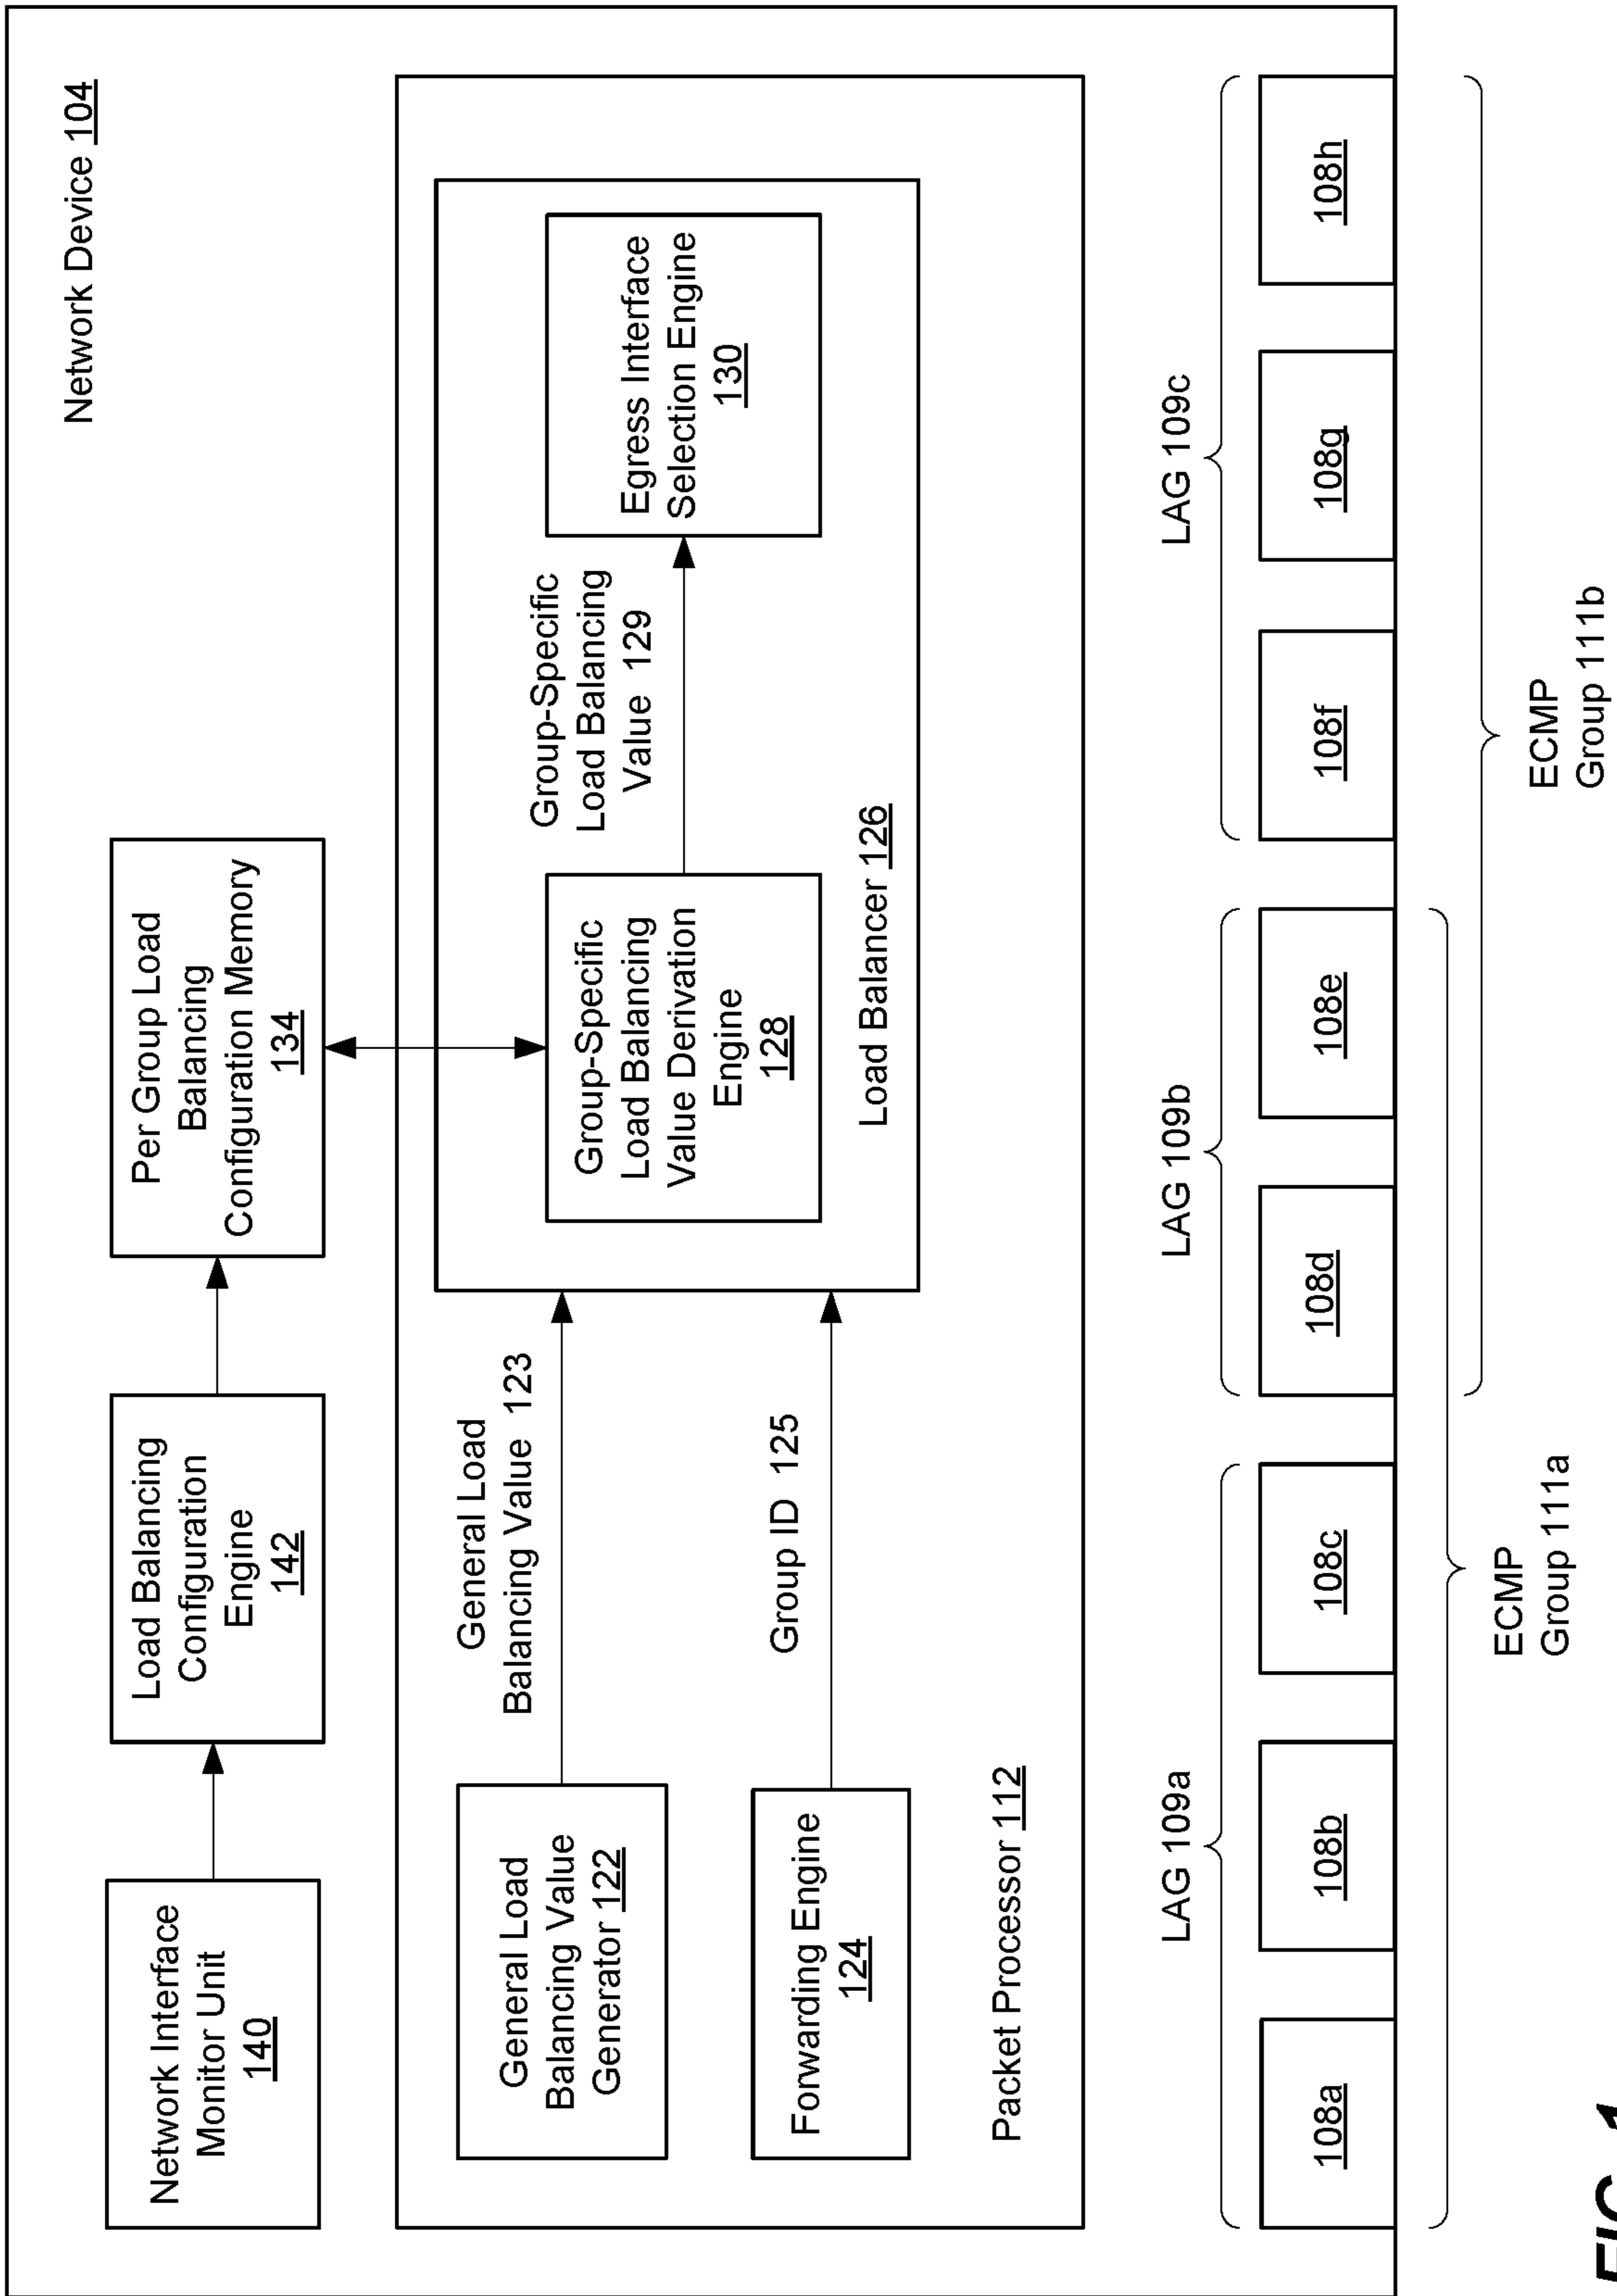 Network Device 104
Network Interface
Monitor Unit
140
Load Balancing
Configuration
Engine
142
Per Group Load
Balancing
Configuration Memory
134
General Load
Balancing Value
Generator 122
General Load
Balancing Value 123
Forwarding Engine
124
Group ID 125
Packet Processor 112
Group-Specific
Load Balancing
Value Derivation
Engine
128
Group-Specific
Load Balancing
Value 129
Egress Interface
Selection Engine
130
Load Balancer 126
LAG 109a
LAG 109b
LAG 109c
108a
108b
108c
108d
108e
108f
108g
108h
ECMP
Group 111a
ECMP
Group 111b
FIG. 1